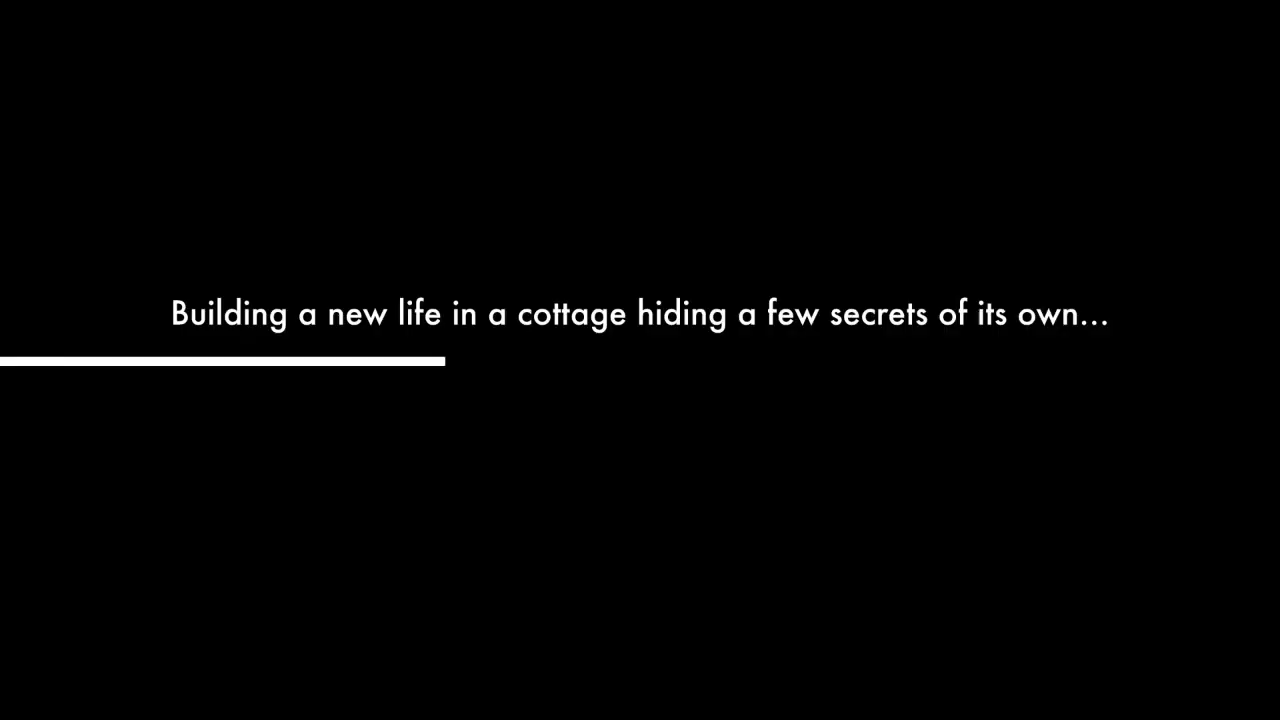 Building a new life in a cottage hiding a few secrets of its own...